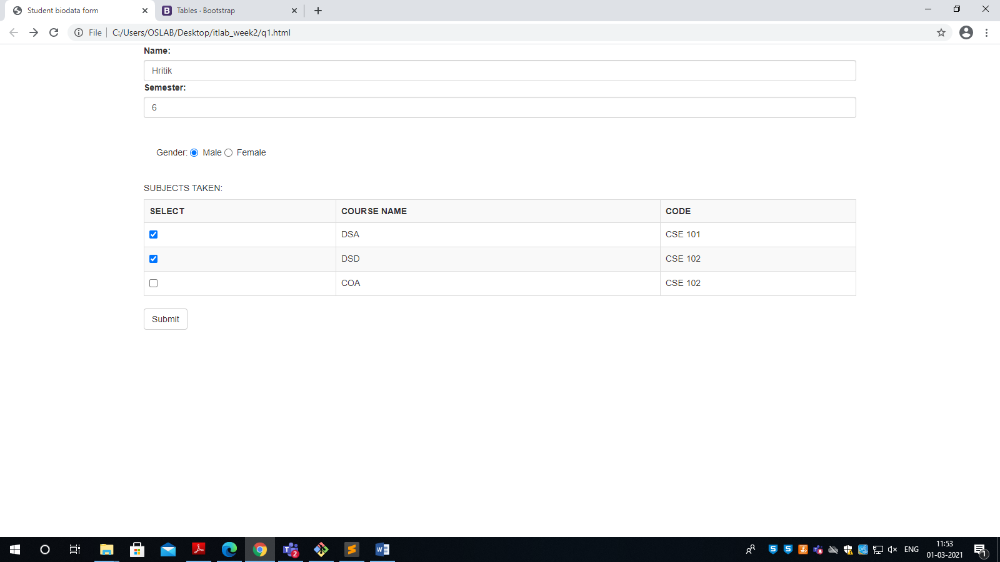 Student biodata form
Tables · Bootstrap
File
C:/Users/OSLAB/Desktop/itlab_week2/q1.html
Name:
Hritik
Semester:
6
Gender: Male Female
SUBJECTS TAKEN:
SELECT COURSE NAME CODE
DSA CSE 101
DSD CSE 102
COA CSE 102
Submit
ENG
11:53
01-03-2021
2
1